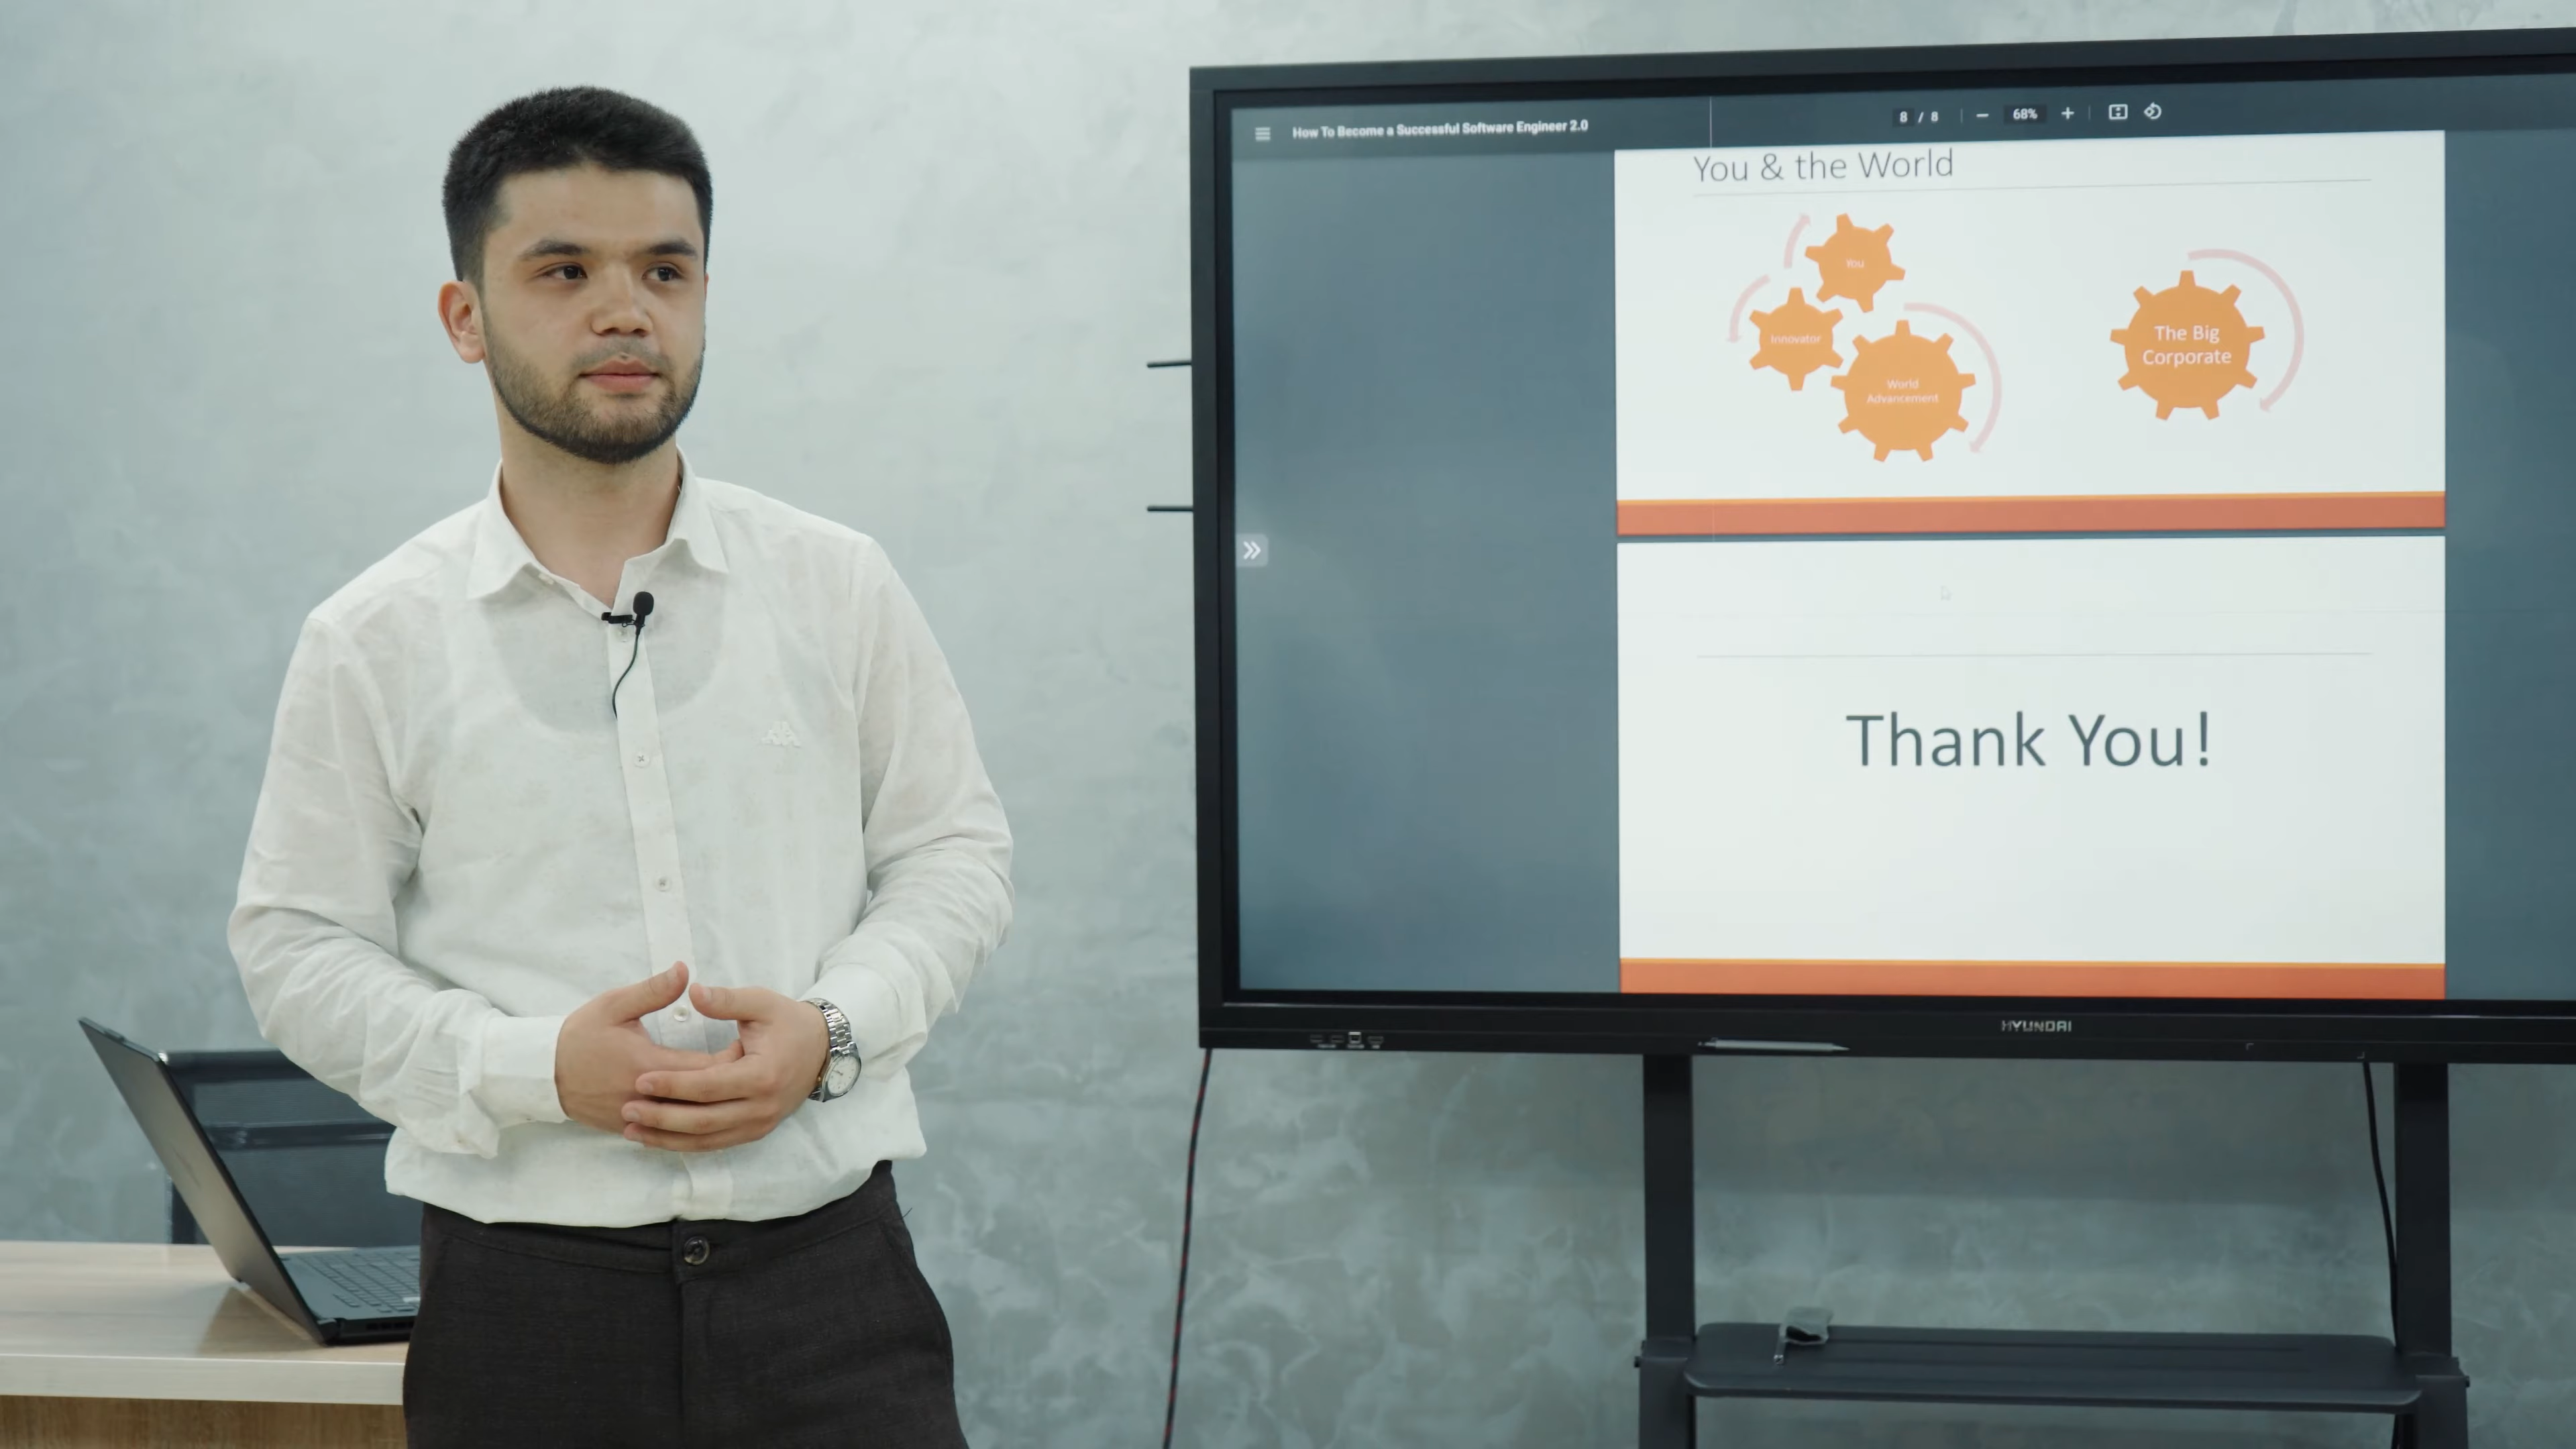 How To Become a Successful Software Engineer 2.0
8 / 8
68%
You & the World
You
Innovator
World
Advancement
The Big
Corporate
Thank You!
HYUNDAI